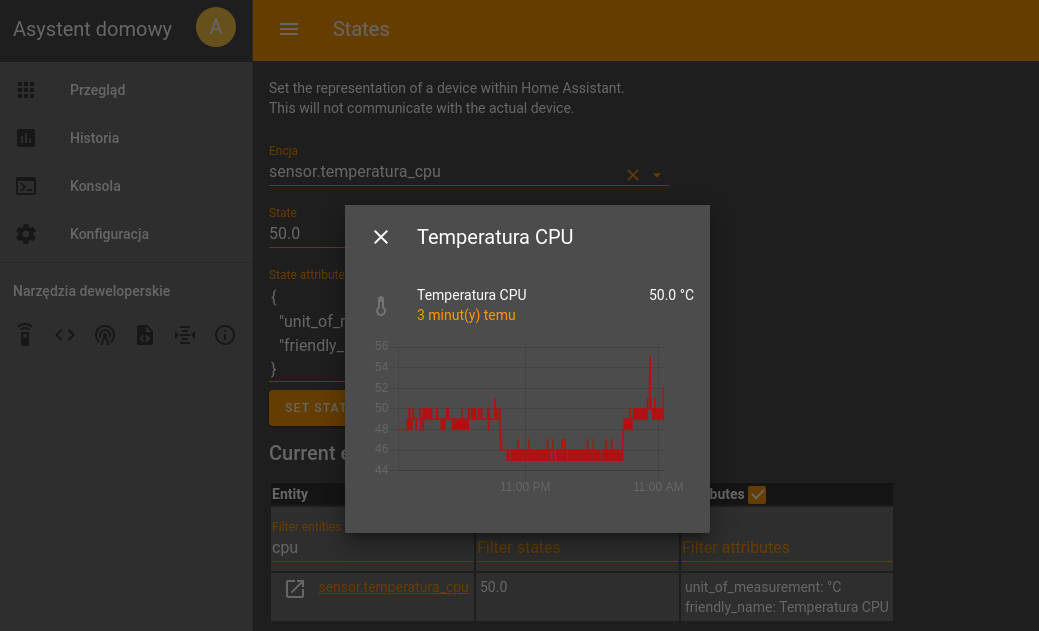 Asystent domowy
A
States
Przegląd
Historia
Konsola
Konfiguracja
Narzędzia deweloperskie
Set the representation of a device within Home Assistant.
This will not communicate with the actual device.
Encja
sensor.temperatura_cpu
State
50.0
State attribute
{
"unit_of_
"friendly_
}
SET STAT
Current e
Temperatura CPU
Temperatura CPU 50.0 °C
3 minut(y) temu
56
54
52
50
48
46
44
11:00 PM 11:00 AM
Entity butes
Filter entities
cpu Filter states Filter attributes
sensor.temperatura_cpu 50.0 unit_of_measurement: °C
friendly_name: Temperatura CPU